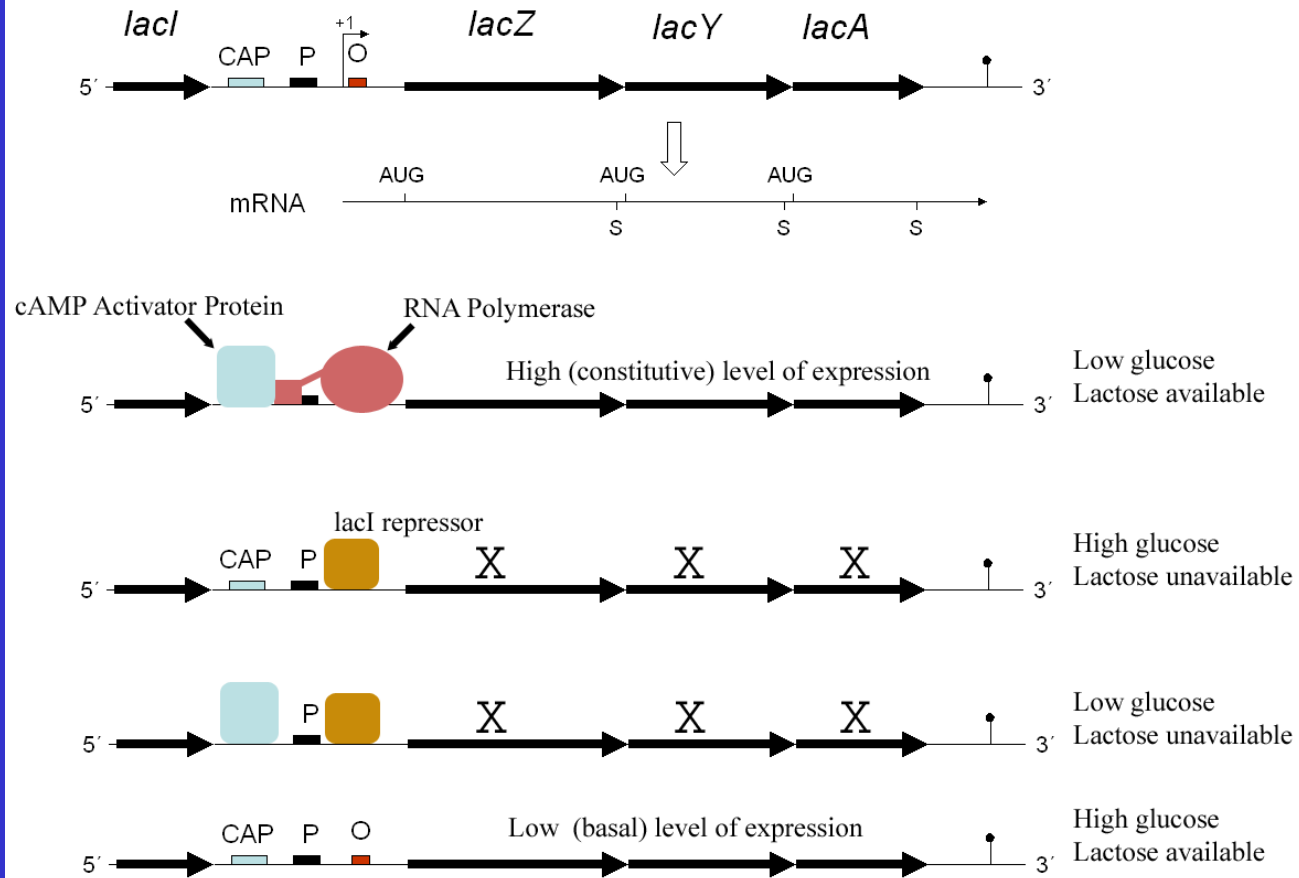 lacI lacZ lacY lacA
+1
CAP P O
5´ 3´
AUG AUG AUG
mRNA
S S S
cAMP Activator Protein RNA Polymerase
High (constitutive) level of expression
Low glucose
Lactose available
5´ 3´
lacI repressor
CAP P X X X
High glucose
Lactose unavailable
5´ 3´
P X X X
Low glucose
Lactose unavailable
5´ 3´
CAP P O
Low (basal) level of expression
High glucose
Lactose available
5´ 3´